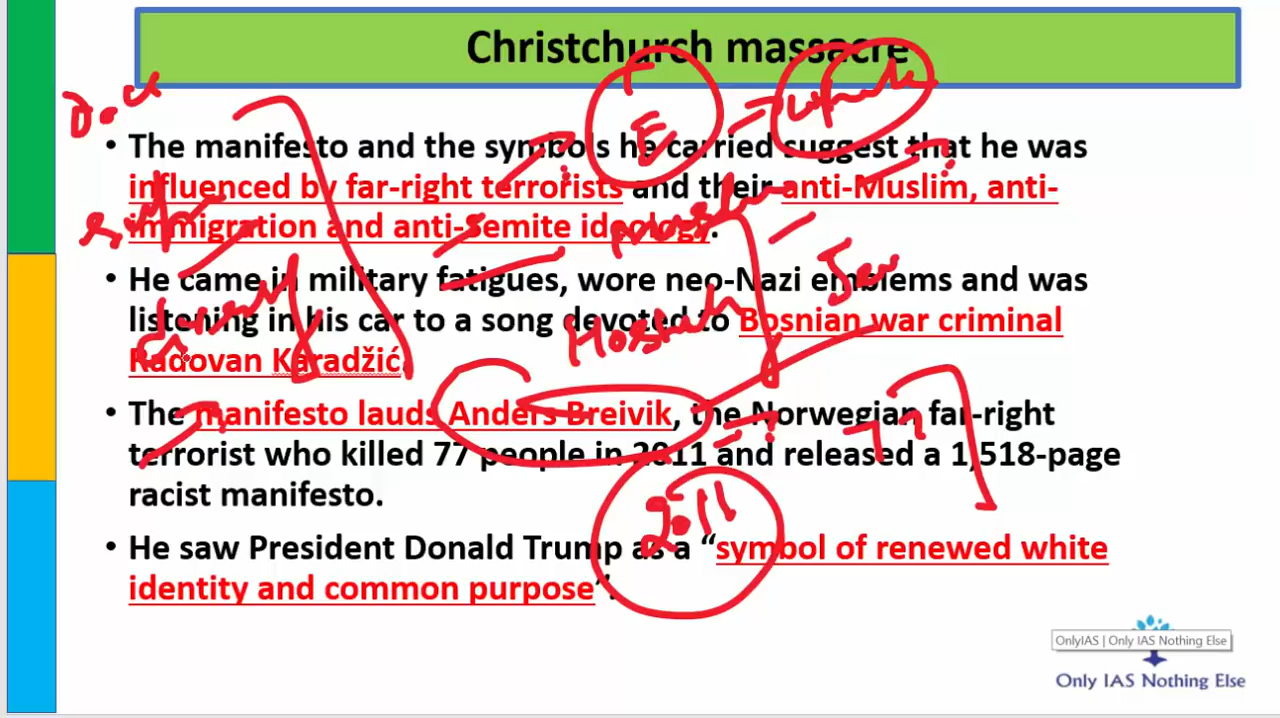 Christchurch massacre
• The manifesto and the symbols he carried suggest that he was
influenced by far-right terrorists and their anti-Muslim, anti-
immigration and anti-Semite ideology.
• He came in military fatigues, wore neo-Nazi emblems and was
listening in his car to a song devoted to Bosnian war criminal
Radovan Karadžić.
• The manifesto lauds Anders Breivik, the Norwegian far-right
terrorist who killed 77 people in 2011 and released a 1,518-page
racist manifesto.
• He saw President Donald Trump as a “symbol of renewed white
identity and common purpose”.
E
Jew
77
2011
OnlyIAS | Only IAS Nothing Else
Only IAS Nothing Else